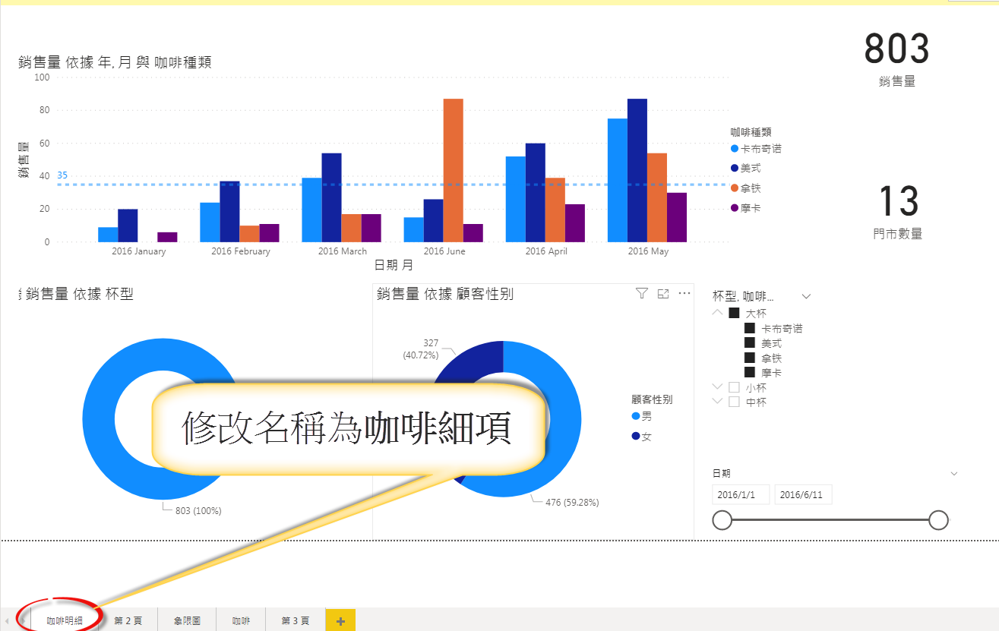 803
銷售量
銷售量 依據 年, 月 與 咖啡種類
100
80
60
40
20
0
銷售量
35
2016 January
2016 February
2016 March
2016 June
2016 April
2016 May
日期 月
咖啡種類
卡布奇诺
美式
拿铁
摩卡
13
門市數量
銷售量 依據 杯型
803 (100%)
銷售量 依據 顧客性別
327
(40.72%)
476 (59.28%)
顧客性別
男
女
修改名稱為咖啡細項
杯型, 咖啡...
大杯
卡布奇诺
美式
拿铁
摩卡
小杯
中杯
日期
2016/1/1
2016/6/11
咖啡明細
第 2 頁
象限圖
咖啡
第 3 頁
+